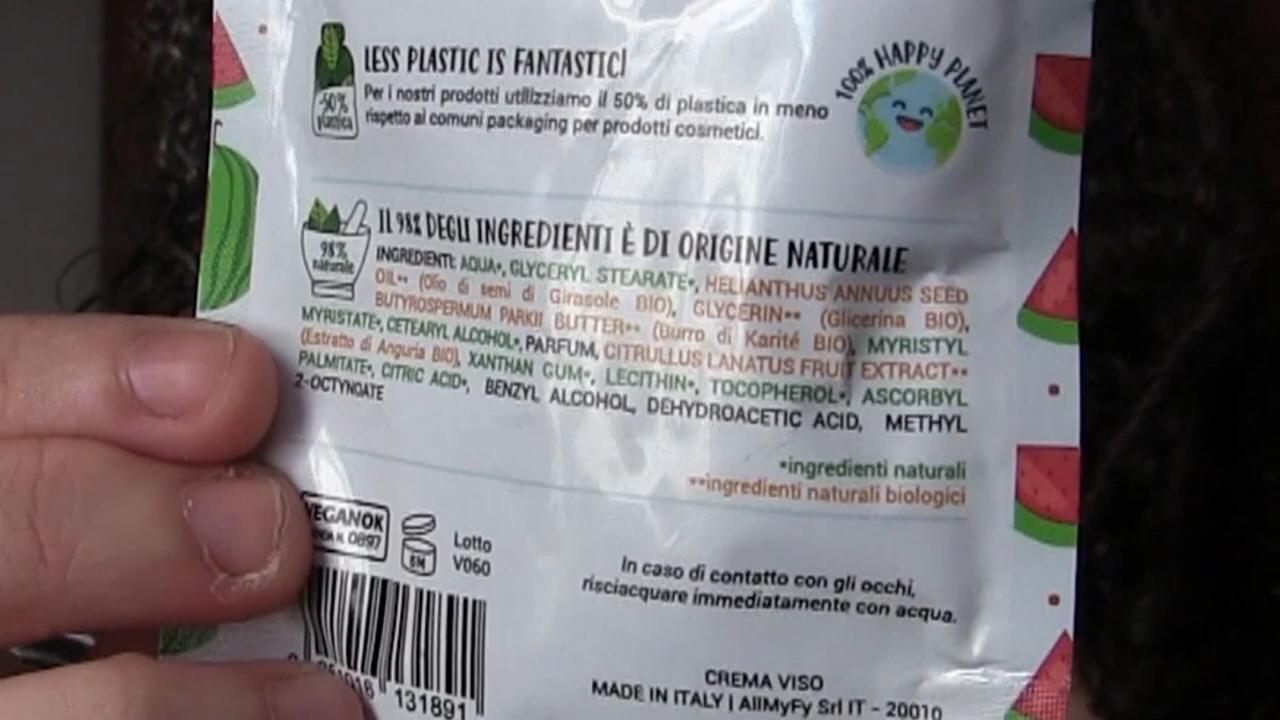 LESS PLASTIC IS FANTASTIC!
-50%
plastica
Per i nostri prodotti utilizziamo il 50% di plastica in meno
rispetto ai comuni packaging per prodotti cosmetici.
100% HAPPY PLANET
98%
naturale
IL 98% DEGLI INGREDIENTI È DI ORIGINE NATURALE
INGREDIENTI: AQUA*, GLYCERYL STEARATE*, HELIANTHUS ANNUUS SEED
OIL** (Olio di semi di Girasole BIO), GLYCERIN** (Glicerina BIO),
BUTYROSPERMUM PARKII BUTTER** (Burro di Karité BIO), MYRISTYL
MYRISTATE*, CETEARYL ALCOHOL*, PARFUM, CITRULLUS LANATUS FRUIT EXTRACT**
(Estratto di Anguria BIO), XANTHAN GUM*, LECITHIN*, TOCOPHEROL*, ASCORBYL
PALMITATE*, CITRIC ACID*, BENZYL ALCOHOL, DEHYDROACETIC ACID, METHYL
2-OCTYNOATE
*ingredienti naturali
**ingredienti naturali biologici
VEGANOK
0897
6M
Lotto
V060
In caso di contatto con gli occhi,
risciacquare immediatamente con acqua.
131891
CREMA VISO
MADE IN ITALY | AllMyFy Srl IT - 20010